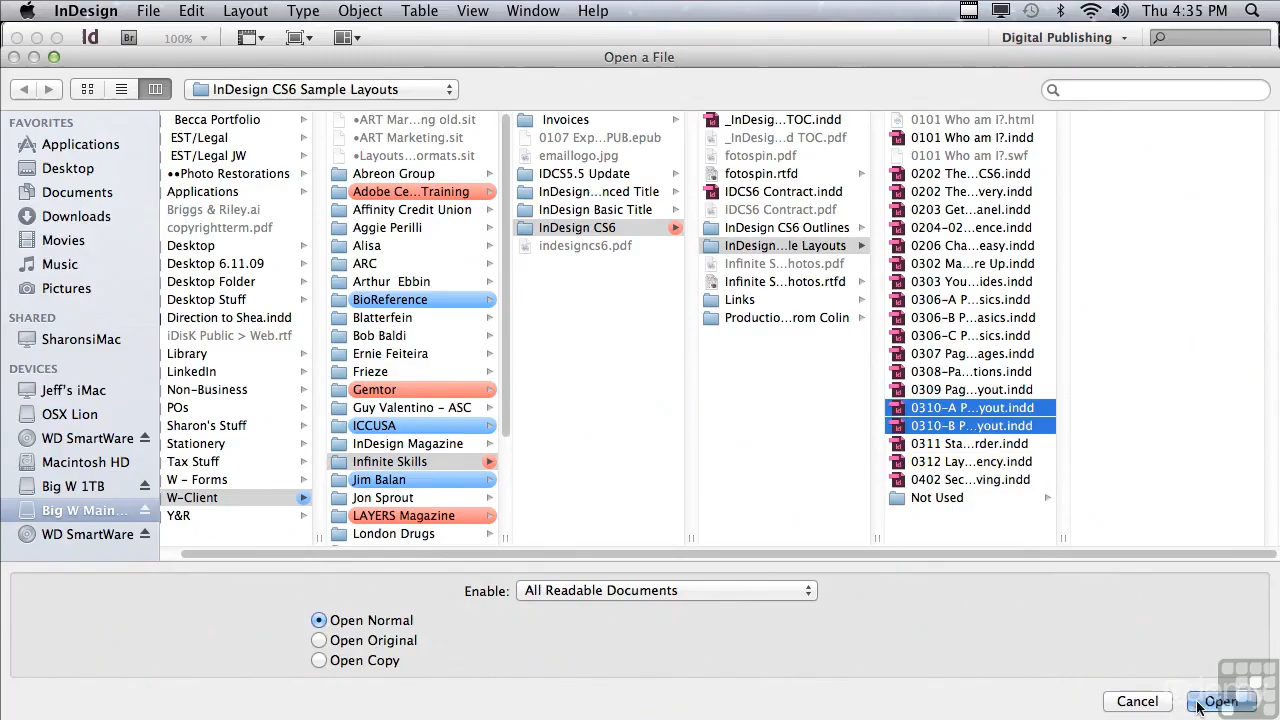 InDesign File Edit Layout Type Object Table View Window Help Thu 4:35 PM
Id Br 100% Digital Publishing
Open a File
InDesign CS6 Sample Layouts
FAVORITES
Applications
Desktop
Documents
Downloads
Movies
Music
Pictures
SHARED
SharonsiMac
DEVICES
Jeff's iMac
OSX Lion
WD SmartWare
Macintosh HD
Big W 1TB
Big W Main...
WD SmartWare
Becca Portfolio
EST/Legal
EST/Legal JW
••Photo Restorations
Applications
Briggs & Riley.ai
copyrightterm.pdf
Desktop
Desktop 6.11.09
Desktop Folder
Desktop Stuff
Direction to Shea.indd
iDisK Public > Web.rtf
Library
LinkedIn
Non-Business
POs
Sharon's Stuff
Stationery
Tax Stuff
W - Forms
W-Client
Y&R
•ART Mar...ng old.sit
•ART Marketing.sit
•Layouts...ormats.sit
Abreon Group
Adobe Ce...Training
Affinity Credit Union
Aggie Perilli
Alisa
ARC
Arthur Ebbin
BioReference
Blatterfein
Bob Baldi
Ernie Feiteira
Frieze
Gemtor
Guy Valentino - ASC
ICCUSA
InDesign Magazine
Infinite Skills
Jim Balan
Jon Sprout
LAYERS Magazine
London Drugs
Invoices
0107 Exp...PUB.epub
emaillogo.jpg
IDCS5.5 Update
InDesign...nced Title
InDesign Basic Title
InDesign CS6
indesigncs6.pdf
_InDesig...TOC.indd
_InDesig...d TOC.pdf
fotospin.pdf
fotospin.rtfd
IDCS6 Contract.indd
IDCS6 Contract.pdf
InDesign CS6 Outlines
InDesign...le Layouts
Infinite S...hotos.pdf
Infinite S...hotos.rtfd
Links
Productio...rom Colin
0101 Who am I?.html
0101 Who am I?.indd
0101 Who am I?.swf
0202 The...CS6.indd
0202 The...very.indd
0203 Get...anel.indd
0204-02...ence.indd
0206 Cha...easy.indd
0302 Ma...re Up.indd
0303 You...ides.indd
0306-A P...sics.indd
0306-B P...asics.indd
0306-C P...sics.indd
0307 Pag...ages.indd
0308-Pa...tions.indd
0309 Pag...yout.indd
0310-A P...yout.indd
0310-B P...yout.indd
0311 Sta...rder.indd
0312 Lay...ency.indd
0402 Sec...ving.indd
Not Used
Enable: All Readable Documents
Open Normal
Open Original
Open Copy
Cancel Open